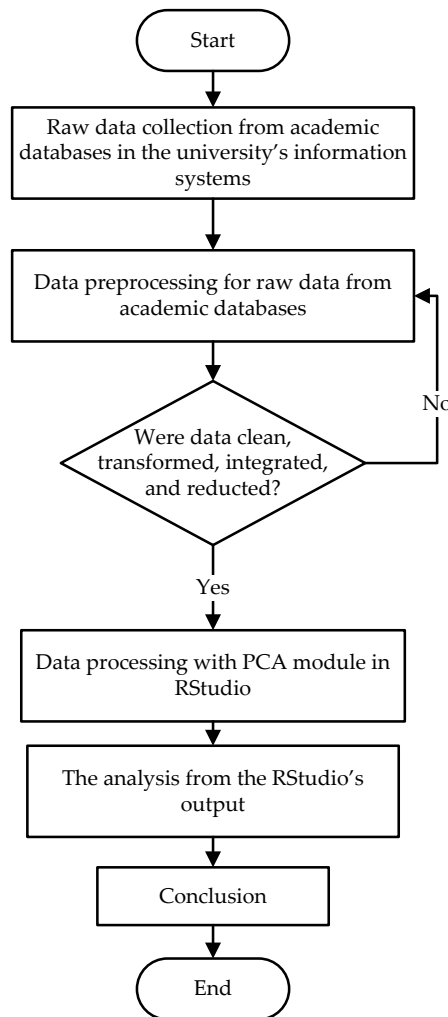 Start
Raw data collection from academic
databases in the university's information
systems
Data preprocessing for raw data from
academic databases
Were data clean,
transformed, integrated,
and reducted?
No
Yes
Data processing with PCA module in
RStudio
The analysis from the RStudio's
output
Conclusion
End